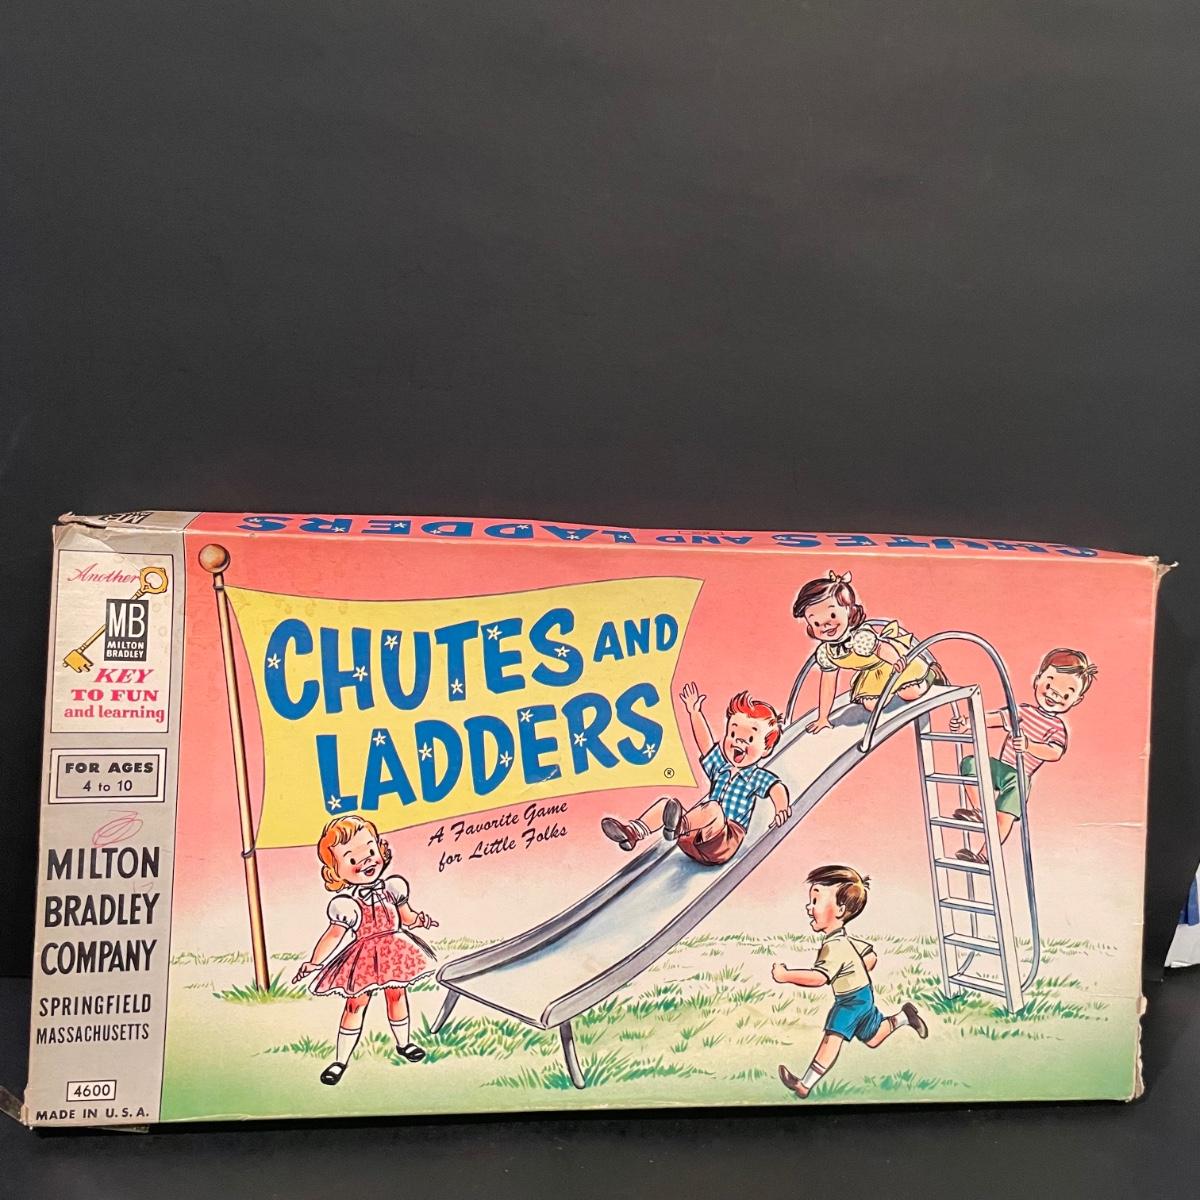 CHUTES AND LADDERS
Another
MB
MILTON
BRADLEY
KEY
TO FUN
and learning
FOR AGES
4 to 10
MILTON
BRADLEY
COMPANY
SPRINGFIELD
MASSACHUSETTS
4600
MADE IN U.S.A.
CHUTES AND
LADDERS
®
A Favorite Game
for Little Folks